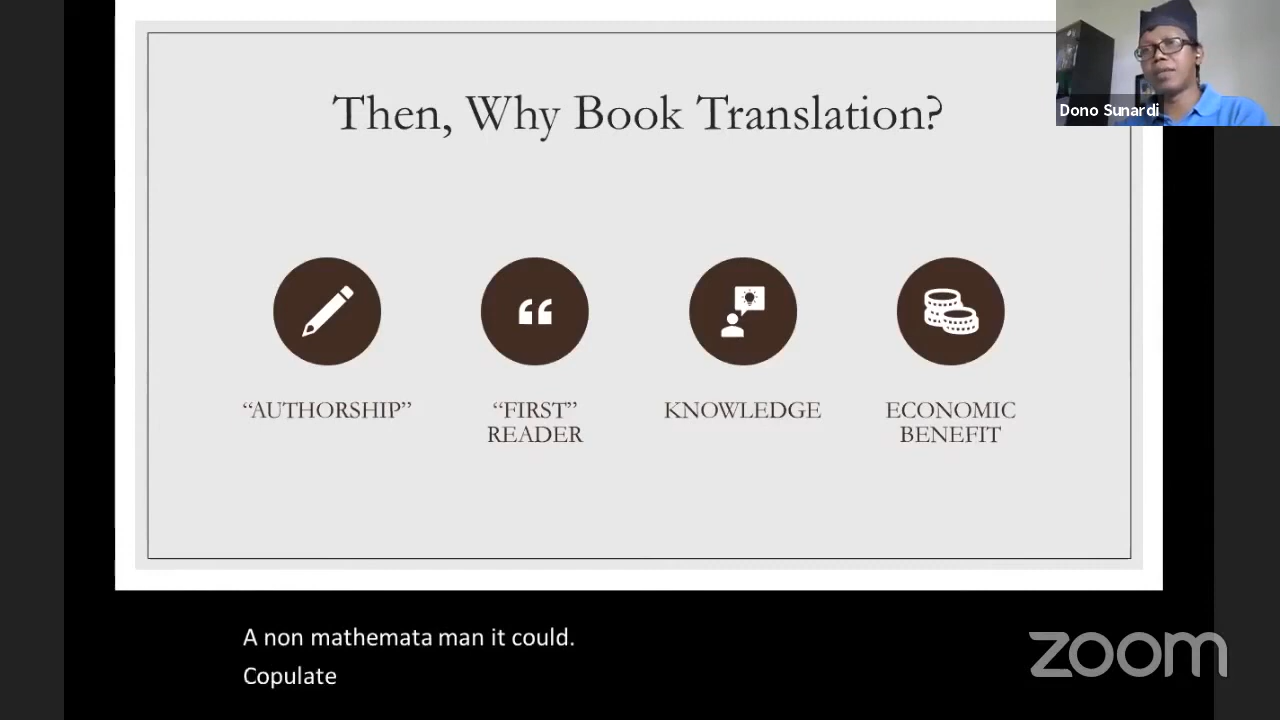 Then, Why Book Translation?
Dono Sunardi
“AUTHORSHIP”
“FIRST”
READER
KNOWLEDGE
ECONOMIC
BENEFIT
A non mathemata man it could.
Copulate
zoom